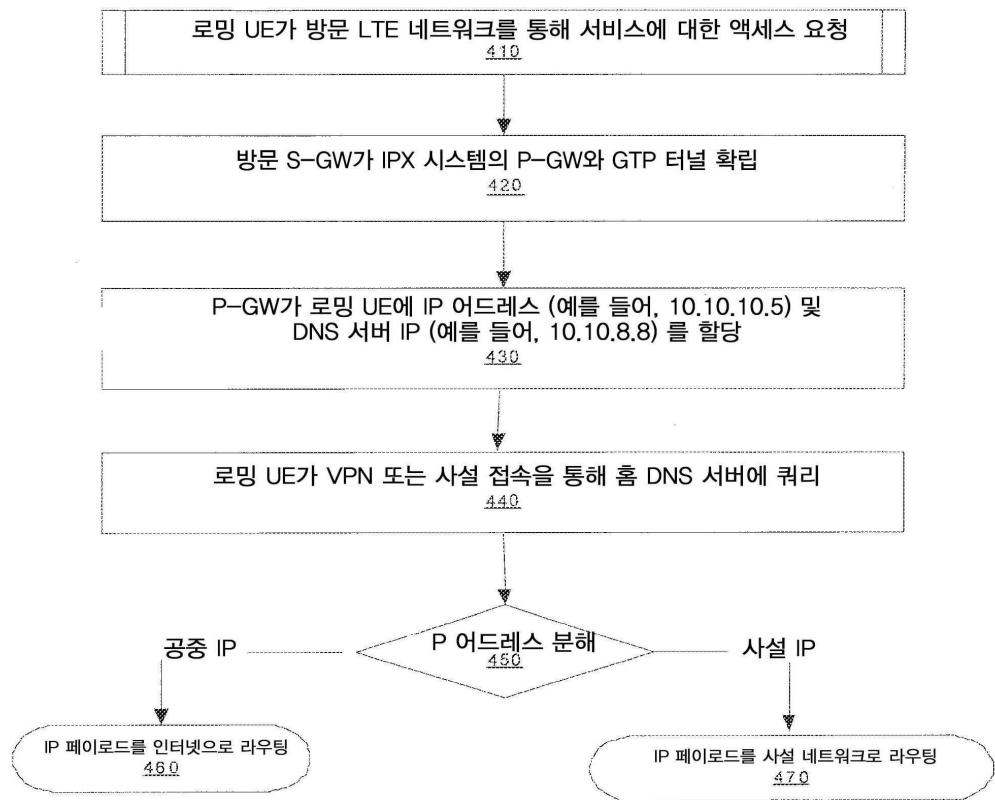 로밍 UE가 방문 LTE 네트워크를 통해 서비스에 대한 액세스 요청
410
방문 S-GW가 IPX 시스템의 P-GW와 GTP 터널 확립
420
P-GW가 로밍 UE에 IP 어드레스 (예를 들어, 10.10.10.5) 및
DNS 서버 IP (예를 들어, 10.10.8.8) 를 할당
430
로밍 UE가 VPN 또는 사설 접속을 통해 홈 DNS 서버에 쿼리
440
공중 IP
P 어드레스 분해
450
사설 IP
IP 페이로드를 인터넷으로 라우팅
460
IP 페이로드를 사설 네트워크로 라우팅
470